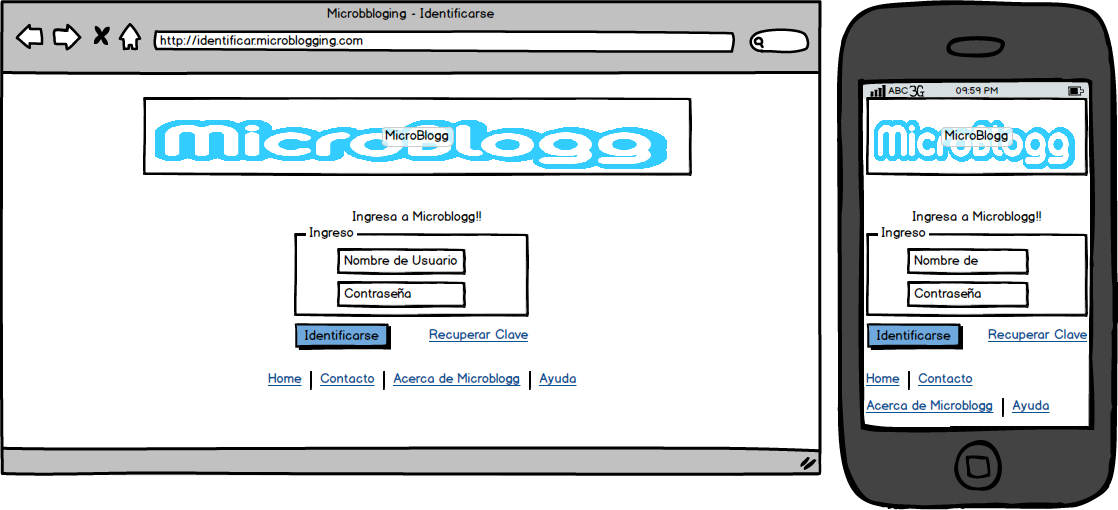 Microbbloging - Identificarse
http://identificar.microblogging.com
MicroBlogg
MicroBlogg
Ingresa a Microblogg!!
Ingreso
Nombre de Usuario
Contraseña
Identificarse Recuperar Clave
Home Contacto Acerca de Microblogg Ayuda
ABC 3G 09:59 PM
MicroBlogg
MicroBlogg
Ingresa a Microblogg!!
Ingreso
Nombre de
Contraseña
Identificarse Recuperar Clave
Home Contacto
Acerca de Microblogg Ayuda